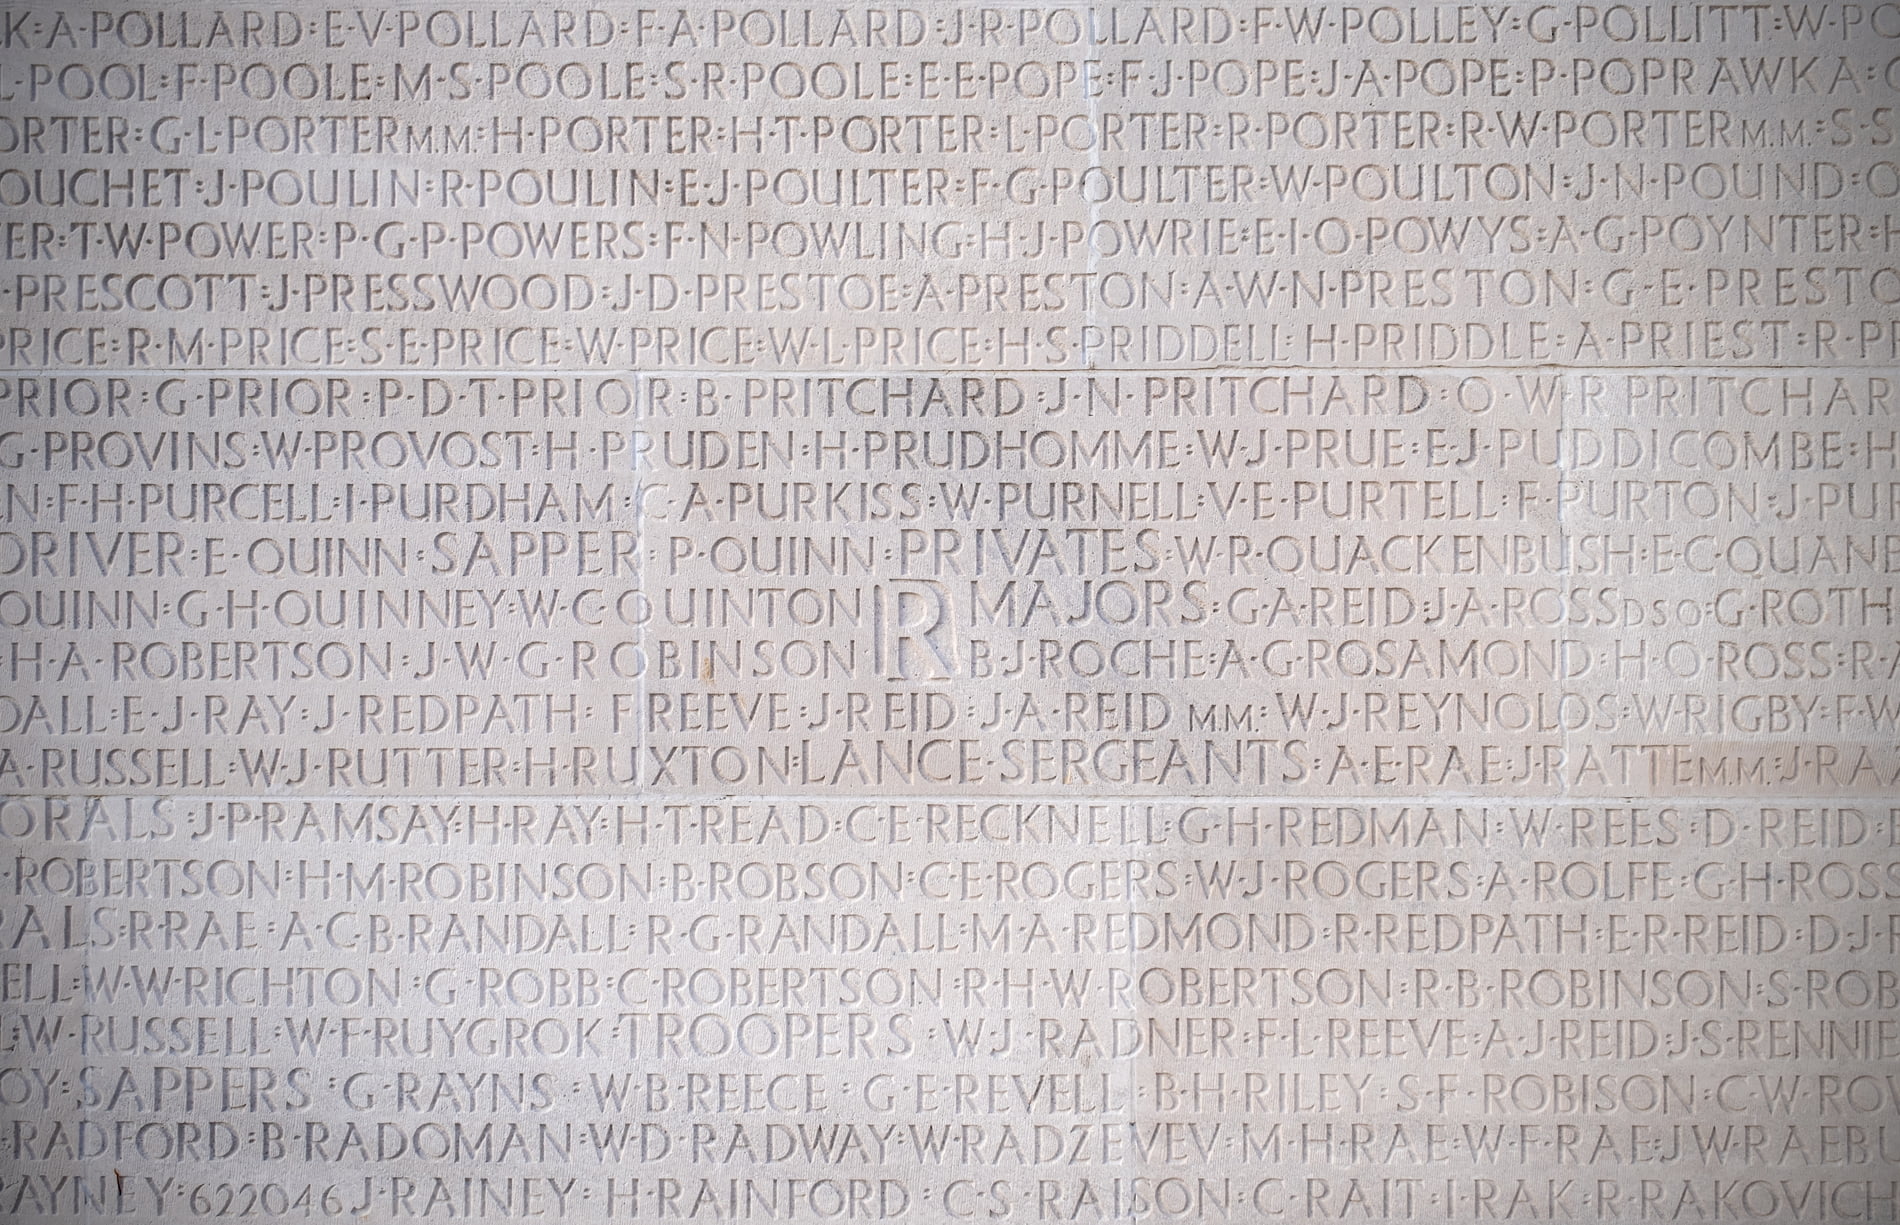 K·A·POLLARD:E·V·POLLARD:F·A·POLLARD:J·R·POLLARD:F·W·POLLEY:G·POLLITT:W·PO
L·POOL:F·POOLE:M·S·POOLE:S·R·POOLE:E·E·POPE:F·J·POPE:J·A·POPE:P·POPRAWKA:
ORTER:G·L·PORTER M.M.:H·PORTER:H·T·PORTER:L·PORTER:R·PORTER:R·W·PORTER M.M.:S·S
OUCHET:J·POULIN:R·POULIN:E·J·POULTER:F·G·POULTER:W·POULTON:J·N·POUND:
ER:T·W·POWER:P·G·P·POWERS:F·N·POWLING:H·J·POWRIE:E·I·O·POWYS:A·G·POYNTER:
·PRESCOTT:J·PRESSWOOD:J·D·PRESTOE:A·PRESTON:A·W·N·PRESTON:G·E·PRESTO
PRICE:R·M·PRICE:S·E·PRICE:W·PRICE:W·L·PRICE:H·S·PRIDDELL:H·PRIDDLE:A·PRIEST:R·PR
PRIOR:G·PRIOR:P·D·T·PRIOR:B·PRITCHARD:J·N·PRITCHARD:O·W·R·PRITCHAR
G·PROVINS:W·PROVOST:H·PRUDEN:H·PRUDHOMME:W·J·PRUE:E·J·PUDDICOMBE:H
N·F·H·PURCELL:I·PURDHAM:C·A·PURKISS:W·PURNELL:V·E·PURTELL:F·PURTON:J·PU
DRIVER:E·QUINN:SAPPER:P·QUINN:PRIVATES:W·R·QUACKENBUSH:E·C·QUANE
QUINN:G·H·QUINNEY:W·C·QUINTON R MAJORS:G·A·REID:J·A·ROSS D S O:G·ROTH
:H·A·ROBERTSON:J·W·G·ROBINSON B·J·ROCHE:A·G·ROSAMOND:H·O·ROSS:R·A
DALL:E·J·RAY:J·REDPATH:F·REEVE:J·REID:J·A·REID M.M.:W·J·REYNOLDS:W·RIGBY:F·W
A·RUSSELL:W·J·RUTTER:H·RUXTON:LANCE·SERGEANTS:A·E·RAE:J·RATTE M.M.:J·RA
ORALS:J·P·RAMSAY:H·RAY:H·T·READ:C·E·RECKNELL:G·H·REDMAN:W·REES:D·REID:
·ROBERTSON:H·M·ROBINSON:B·ROBSON:C·E·ROGERS:W·J·ROGERS:A·ROLFE:G·H·ROSS
RALS:R·RAE:A·C·B·RANDALL:R·G·RANDALL:M·A·REDMOND:R·REDPATH:E·R·REID:D·J·
ELL:W·W·RICHTON:G·ROBB:C·ROBERTSON:R·H·W·ROBERTSON:R·B·ROBINSON:S·ROB
L:W·RUSSELL:W·F·RUYGROK:TROOPERS:W·J·RADNER:F·L·REEVE:A·J·REID:J·S·RENNIE
OY:SAPPERS:G·RAYNS:W·B·REECE:G·E·REVELL:B·H·RILEY:S·F·ROBISON:C·W·ROW
·RADFORD:B·RADOMAN:W·D·RADWAY:W·RADZEVEV:M·H·RAE:W·F·RAE:J·W·RAEBU
RAYNEY:622046 J·RAINEY:H·RAINFORD:C·S·RAISON:C·RAIT:I·RAK:R·RAKOVICH